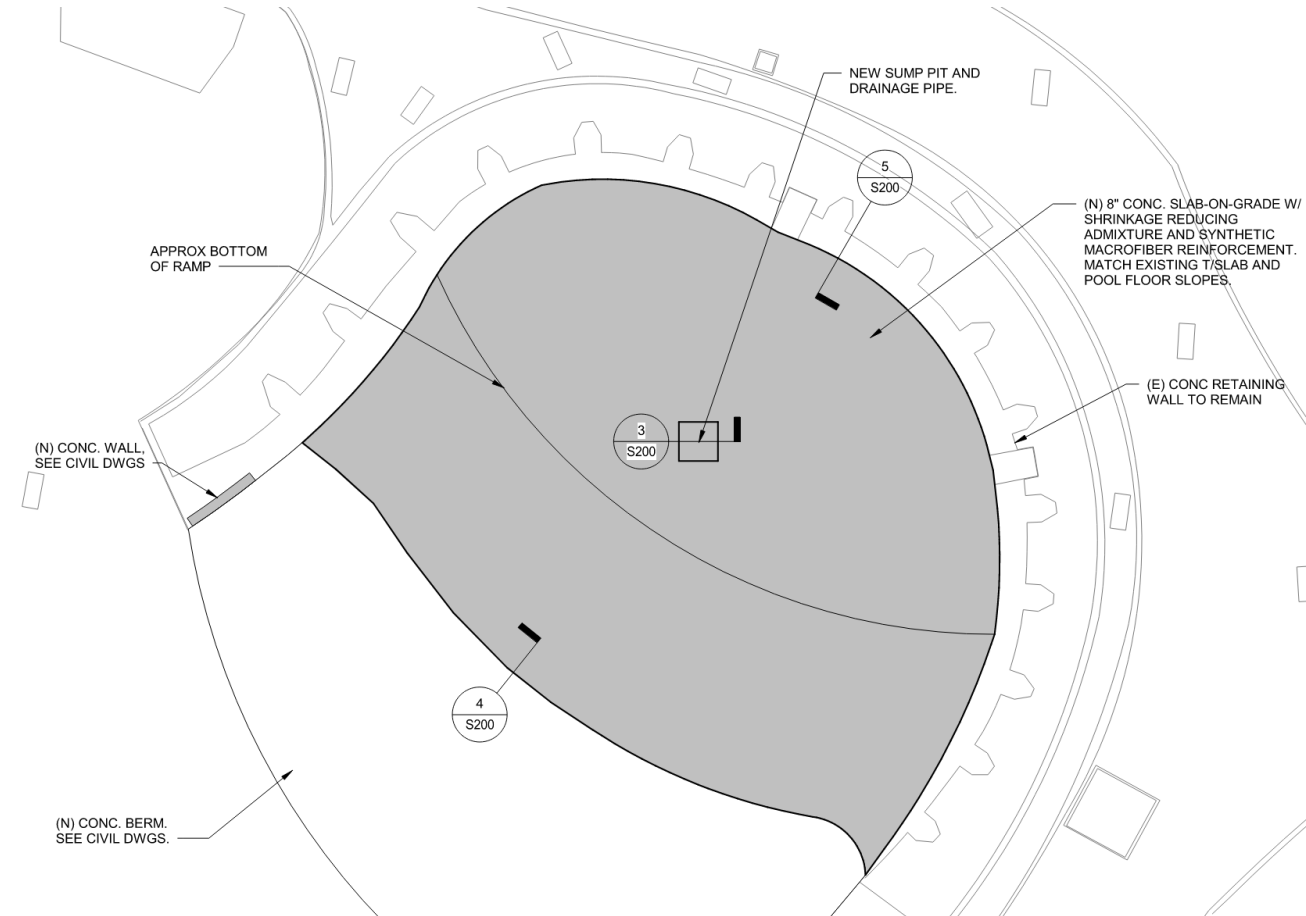 NEW SUMP PIT AND
DRAINAGE PIPE.
5
S200
(N) 8" CONC. SLAB-ON-GRADE W/
SHRINKAGE REDUCING
ADMIXTURE AND SYNTHETIC
MACROFIBER REINFORCEMENT.
MATCH EXISTING T/SLAB AND
POOL FLOOR SLOPES.
APPROX BOTTOM
OF RAMP
(E) CONC RETAINING
WALL TO REMAIN
3
S200
(N) CONC. WALL,
SEE CIVIL DWGS
4
S200
(N) CONC. BERM.
SEE CIVIL DWGS.